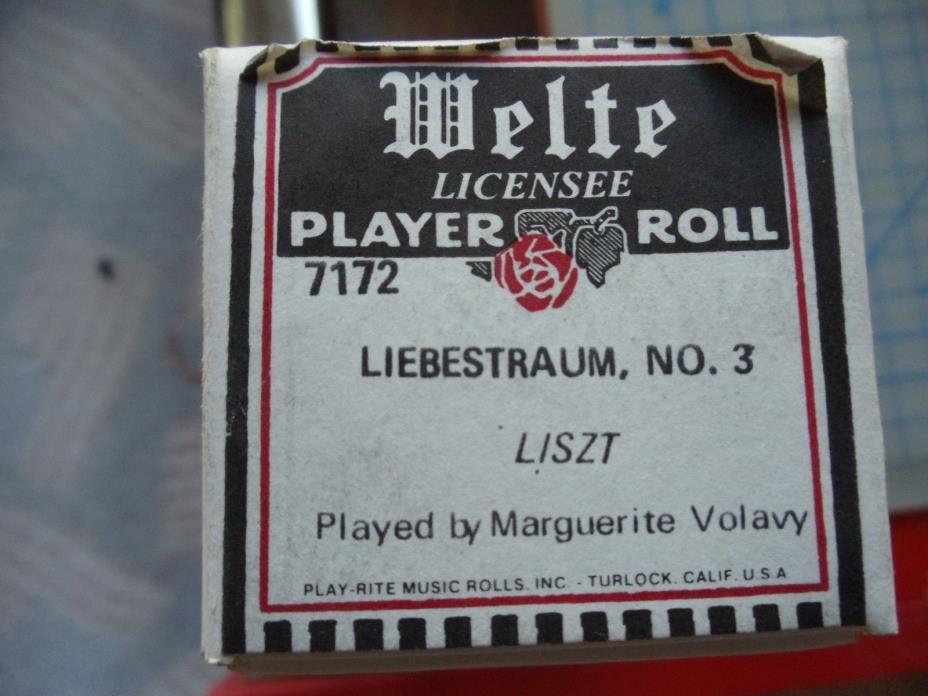 Welte
LICENSEE
PLAYER ROLL
7172
LIEBESTRAUM, NO. 3
LISZT
Played by Marguerite Volavy
PLAY-RITE MUSIC ROLLS. INC. - TURLOCK. CALIF. U.S.A